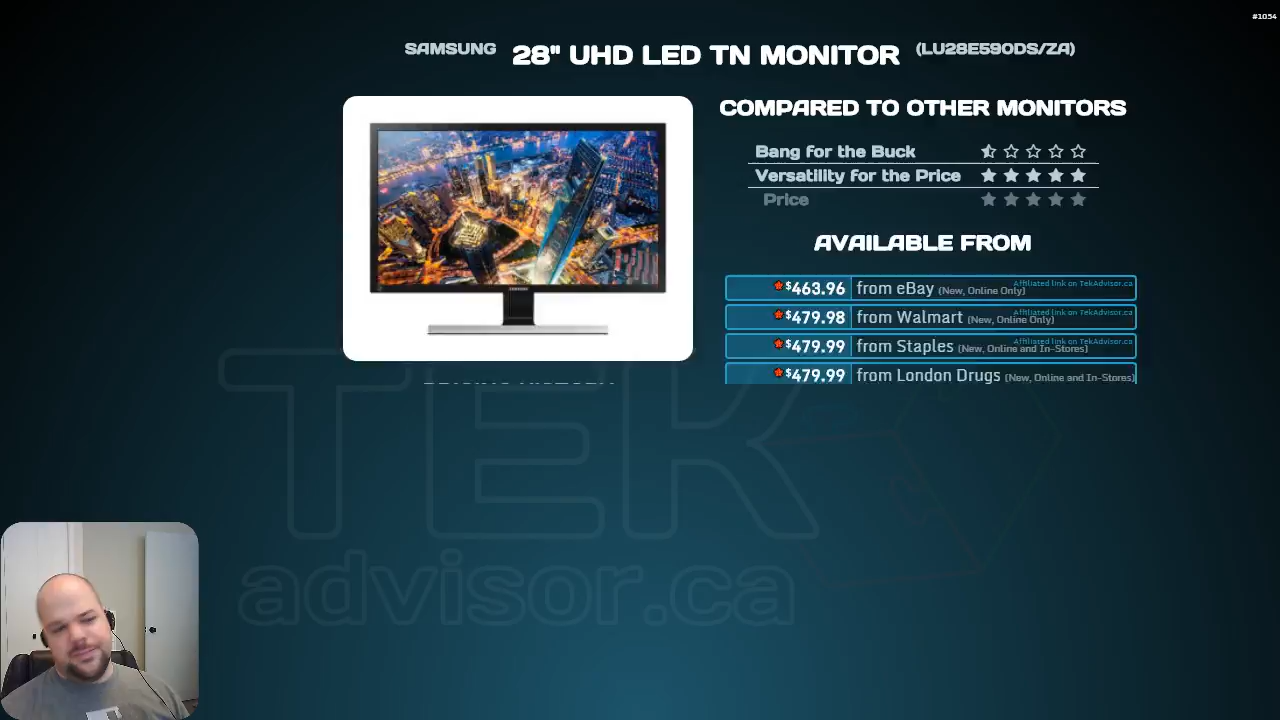 #1054
SAMSUNG 28" UHD LED TN MONITOR (LU28E590DS/ZA)
COMPARED TO OTHER MONITORS
Bang for the Buck
Versatility for the Price
Price
AVAILABLE FROM
$463.96 from eBay (New, Online Only) Affiliated link on TekAdvisor.ca
$479.98 from Walmart (New, Online Only) Affiliated link on TekAdvisor.ca
$479.99 from Staples (New, Online and In-Stores) Affiliated link on TekAdvisor.ca
$479.99 from London Drugs (New, Online and In-Stores)
TEK
advisor.ca